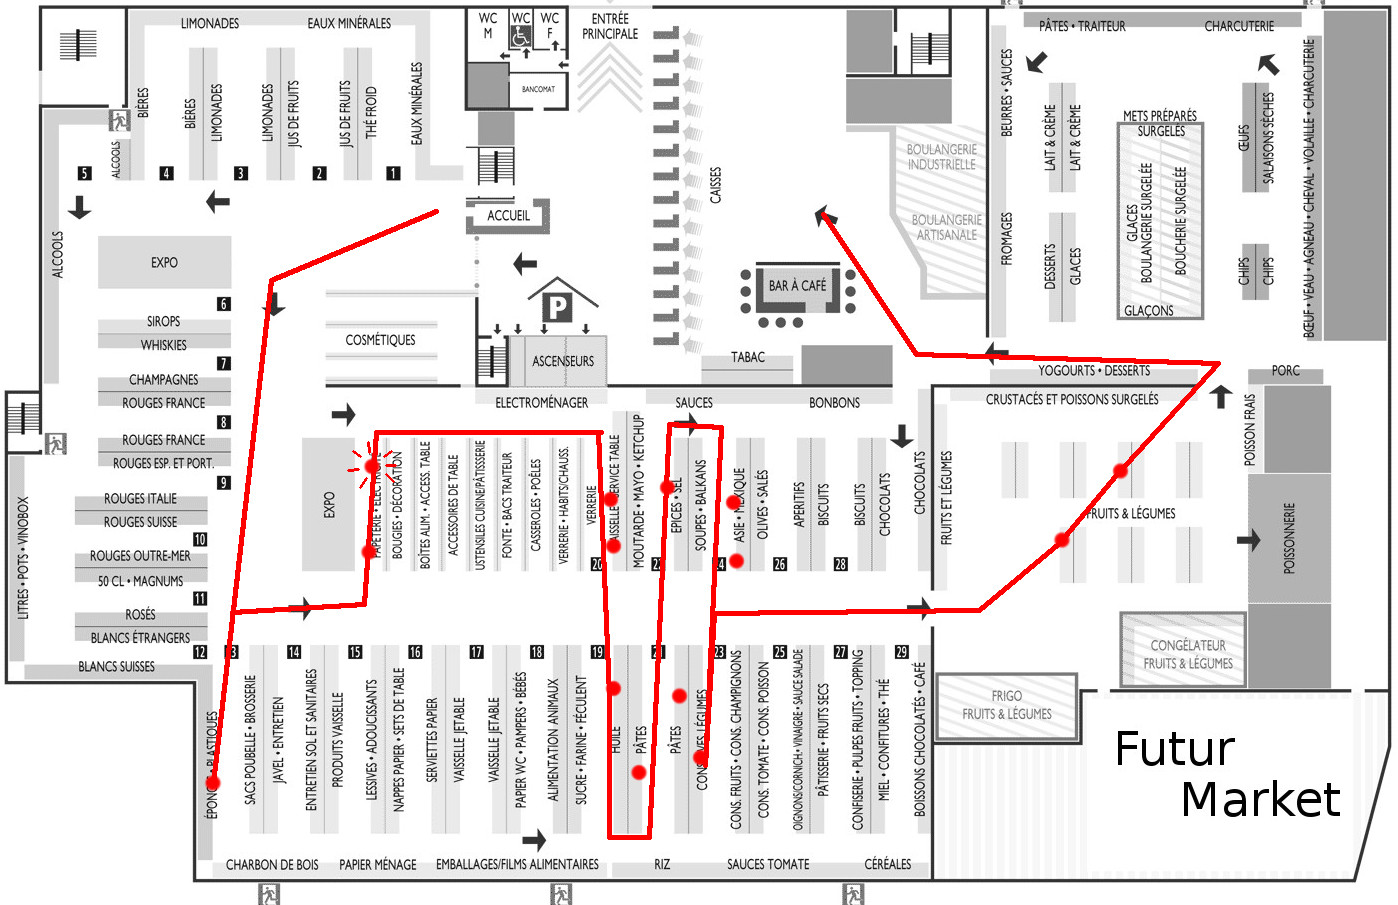 LIMONADES
EAUX MINÉRALES
WC M
WC
WC F
ENTRÉE
PRINCIPALE
BANCOMAT
PÂTES • TRAITEUR
CHARCUTERIE
BIÈRES
BIÈRES
LIMONADES
LIMONADES
JUS DE FRUITS
JUS DE FRUITS
THÉ FROID
EAUX MINÉRALES
ALCOOLS
5
4
3
2
1
ALCOOLS
ACCUEIL
CAISSES
BOULANGERIE
INDUSTRIELLE
BOULANGERIE
ARTISANALE
BEURRES • SAUCES
FROMAGES
LAIT & CRÈME
LAIT & CRÈME
DESSERTS
GLACES
METS PRÉPARÉS
SURGELÉS
GLACES
BOULANGERIE SURGELÉE
BOUCHERIE SURGELÉE
GLAÇONS
ŒUFS
SALAISONS SÈCHES
CHIPS
CHIPS
BŒUF • VEAU • AGNEAU • CHEVAL • VOLAILLE • CHARCUTERIE
EXPO
6
SIROPS
WHISKIES
7
CHAMPAGNES
ROUGES FRANCE
8
ROUGES FRANCE
ROUGES ESP. ET PORT.
9
ROUGES ITALIE
ROUGES SUISSE
10
ROUGES OUTRE-MER
50 CL • MAGNUMS
11
ROSÉS
BLANCS ÉTRANGERS
12
BLANCS SUISSES
LITRES • POTS • VINOBOX
COSMÉTIQUES
P
ASCENSEURS
BAR À CAFÉ
TABAC
YOGOURTS • DESSERTS
PORC
ELECTROMÉNAGER
SAUCES
BONBONS
CRUSTACÉS ET POISSONS SURGELÉS
EXPO
PAPETERIE • ELECTRICITÉ
BOUGIES • DÉCORATION
BOÎTES ALIM. • ACCESS. TABLE
ACCESSOIRES DE TABLE
USTENSILES CUISINE/PÂTISSERIE
FONTE • BAC TRAITEUR
CASSEROLES • POÊLES
VERRERIE • HABITS/CHAUSS.
VERRERIE
VAISSELLE • SERVICE TABLE
MOUTARDE • MAYO • KETCHUP
EPICES • SEL
SOUPES • BALKANS
ASIE • MEXIQUE
OLIVES • SALÉS
APERITIFS
BISCUITS
BISCUITS
CHOCOLATS
CHOCOLATS
FRUITS ET LÉGUMES
FRUITS & LÉGUMES
POISSON FRAIS
POISSONNERIE
20
26
28
14
15
16
17
18
19
23
25
27
29
ÉPONGES • PLASTIQUES
SACS POUBELLE • BROSSERIE
JAVEL • ENTRETIEN
ENTRETIEN SOL ET SANITAIRES
PRODUITS VAISSELLE
LESSIVES • ADOUCISSANTS
NAPPES PAPIER • SETS DE TABLE
SERVIETTES PAPIER
VAISSELLE JETABLE
VAISSELLE JETABLE
PAPIER WC • PAMPERS • BÉBÉS
ALIMENTATION ANIMAUX
SUCRE • FARINE • FÉCULENT
HUILE
PÂTES
PÂTES
CONSERVES LÉGUMES
CONS. FRUITS • CONS. CHAMPIGNONS
CONS. TOMATE • CONS. POISSON
OIGNONS/CORNICH • VINAIGRE • SAUCE SALADE
PÂTISSERIE • FRUITS SECS
CONFISERIE • PULPES FRUITS • TOPPING
MIEL • CONFITURES • THÉ
BOISSONS CHOCOLATÉS • CAFÉ
CONGÉLATEUR
FRUITS & LÉGUMES
FRIGO
FRUITS & LÉGUMES
CHARBON DE BOIS
PAPIER MÉNAGE
EMBALLAGES/FILMS ALIMENTAIRES
RIZ
SAUCES TOMATE
CÉRÉALES
Futur
Market